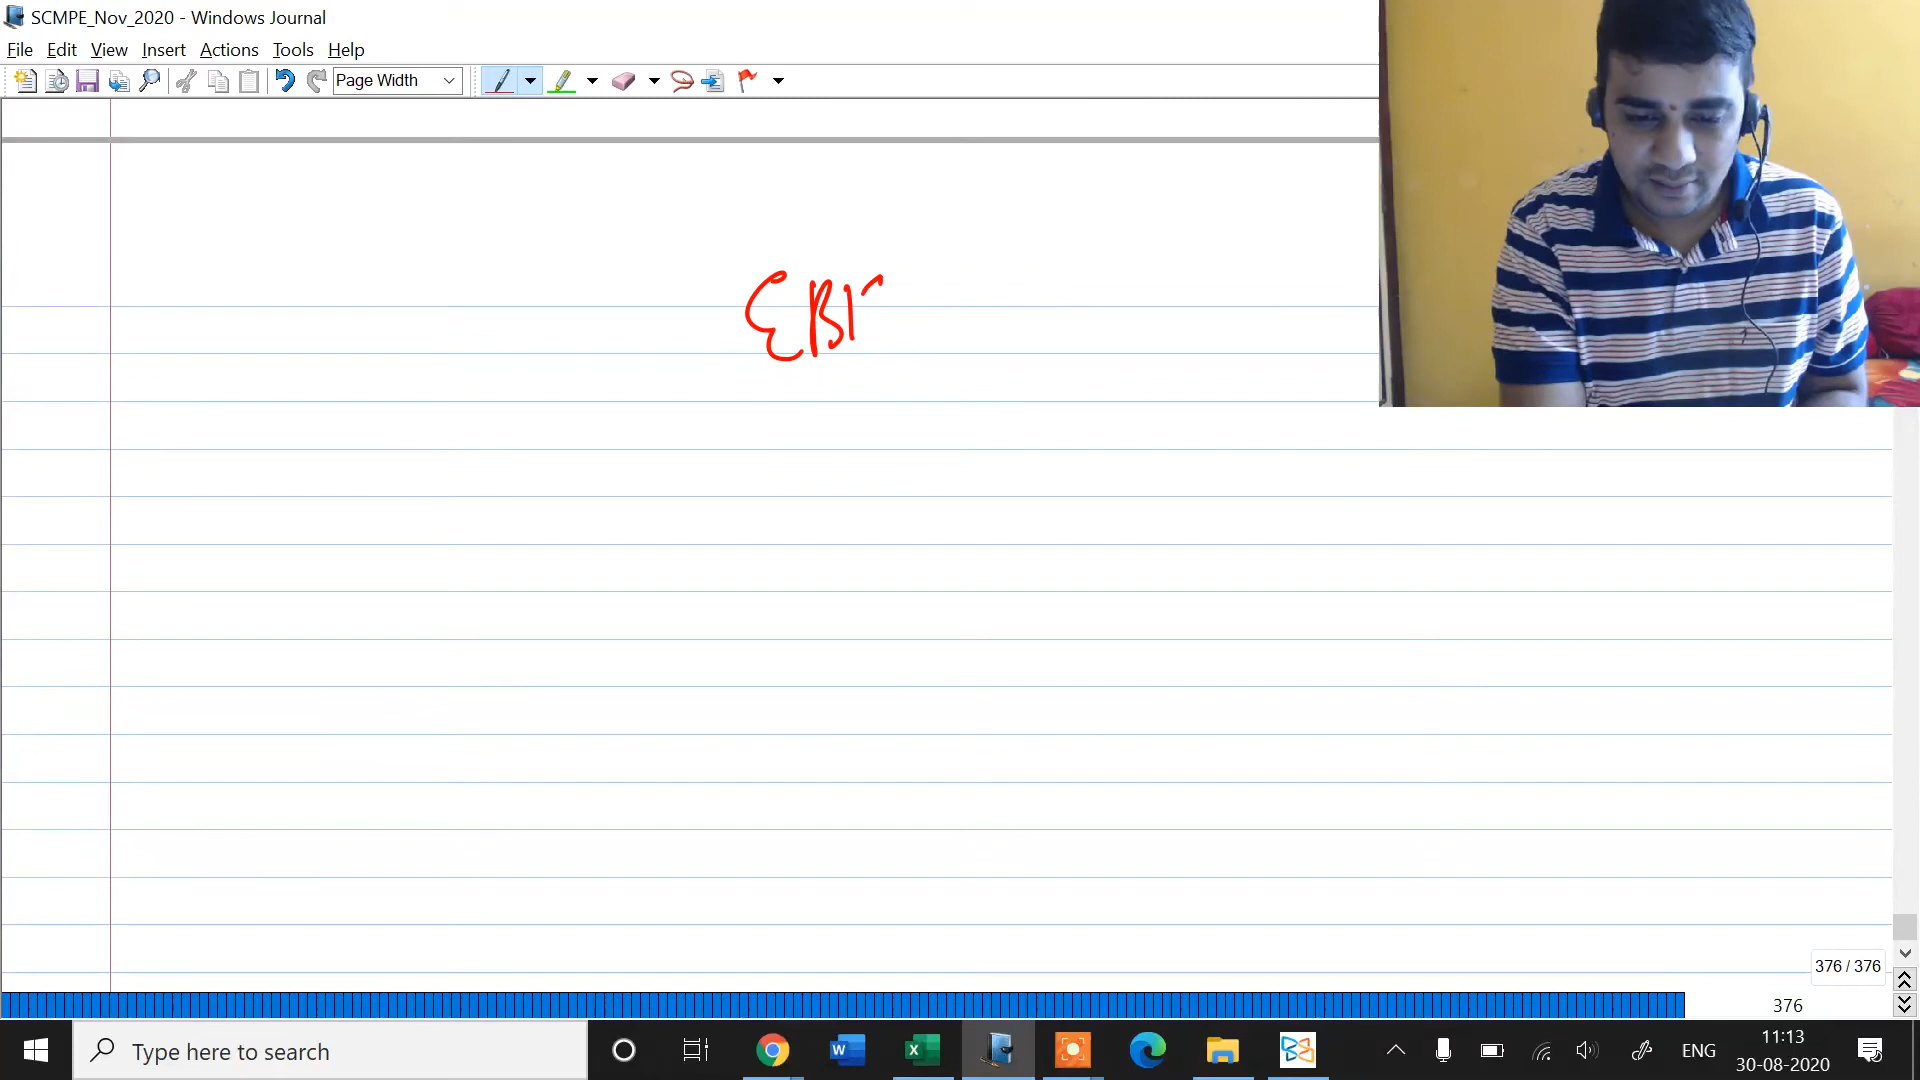 SCMPE_Nov_2020 - Windows Journal
File Edit View Insert Actions Tools Help
Page Width
EBI
376 / 376
376
Type here to search
ENG
11:13
30-08-2020